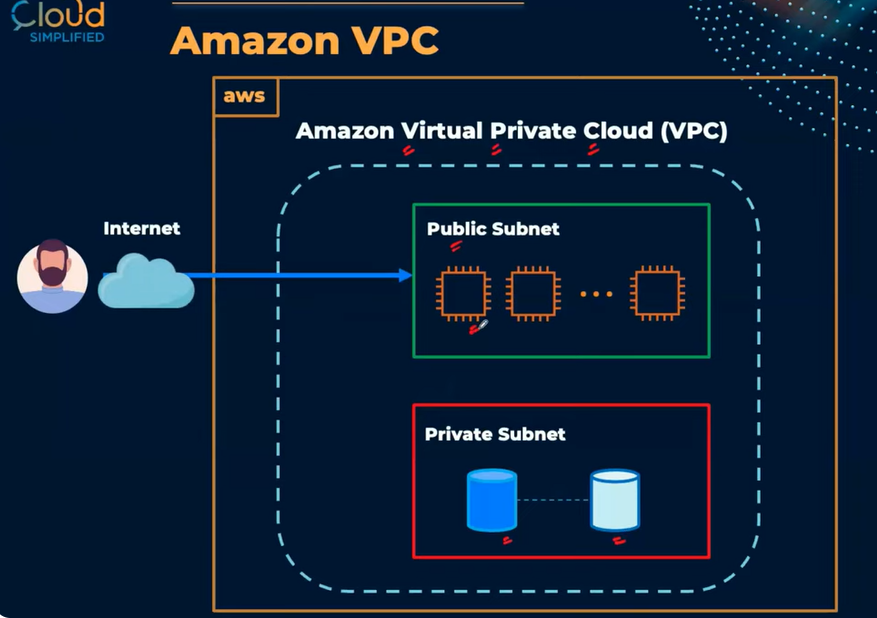 Cloud
SIMPLIFIED
Amazon VPC
aws
Amazon Virtual Private Cloud (VPC)
Internet
Public Subnet
Private Subnet